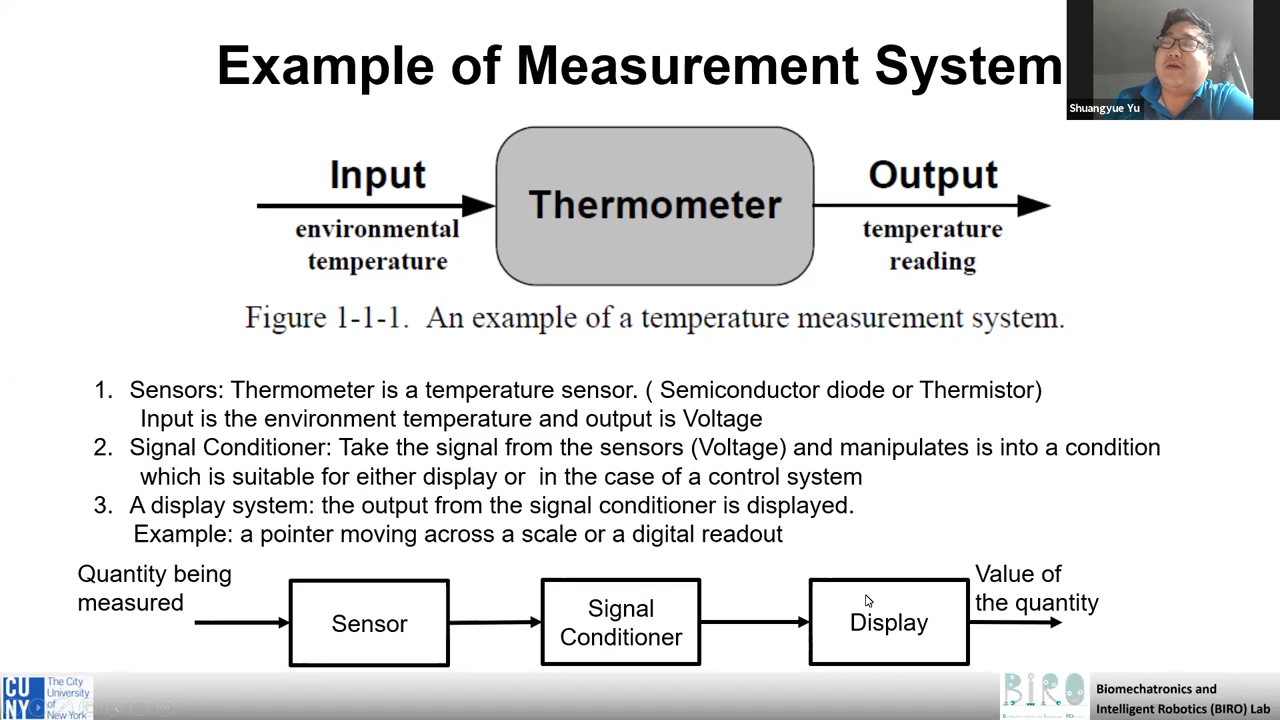 Example of Measurement System
Shuangyue Yu
Input
environmental
temperature
Thermometer
Output
temperature
reading
Figure 1-1-1. An example of a temperature measurement system.
1. Sensors: Thermometer is a temperature sensor. ( Semiconductor diode or Thermistor)
Input is the environment temperature and output is Voltage
2. Signal Conditioner: Take the signal from the sensors (Voltage) and manipulates is into a condition
which is suitable for either display or in the case of a control system
3. A display system: the output from the signal conditioner is displayed.
Example: a pointer moving across a scale or a digital readout
Quantity being
measured
Sensor
Signal
Conditioner
Display
Value of
the quantity
CU
NY
The City
University
of
New York
BIRO
Biomechatronics and
Intelligent Robotics (BIRO) Lab